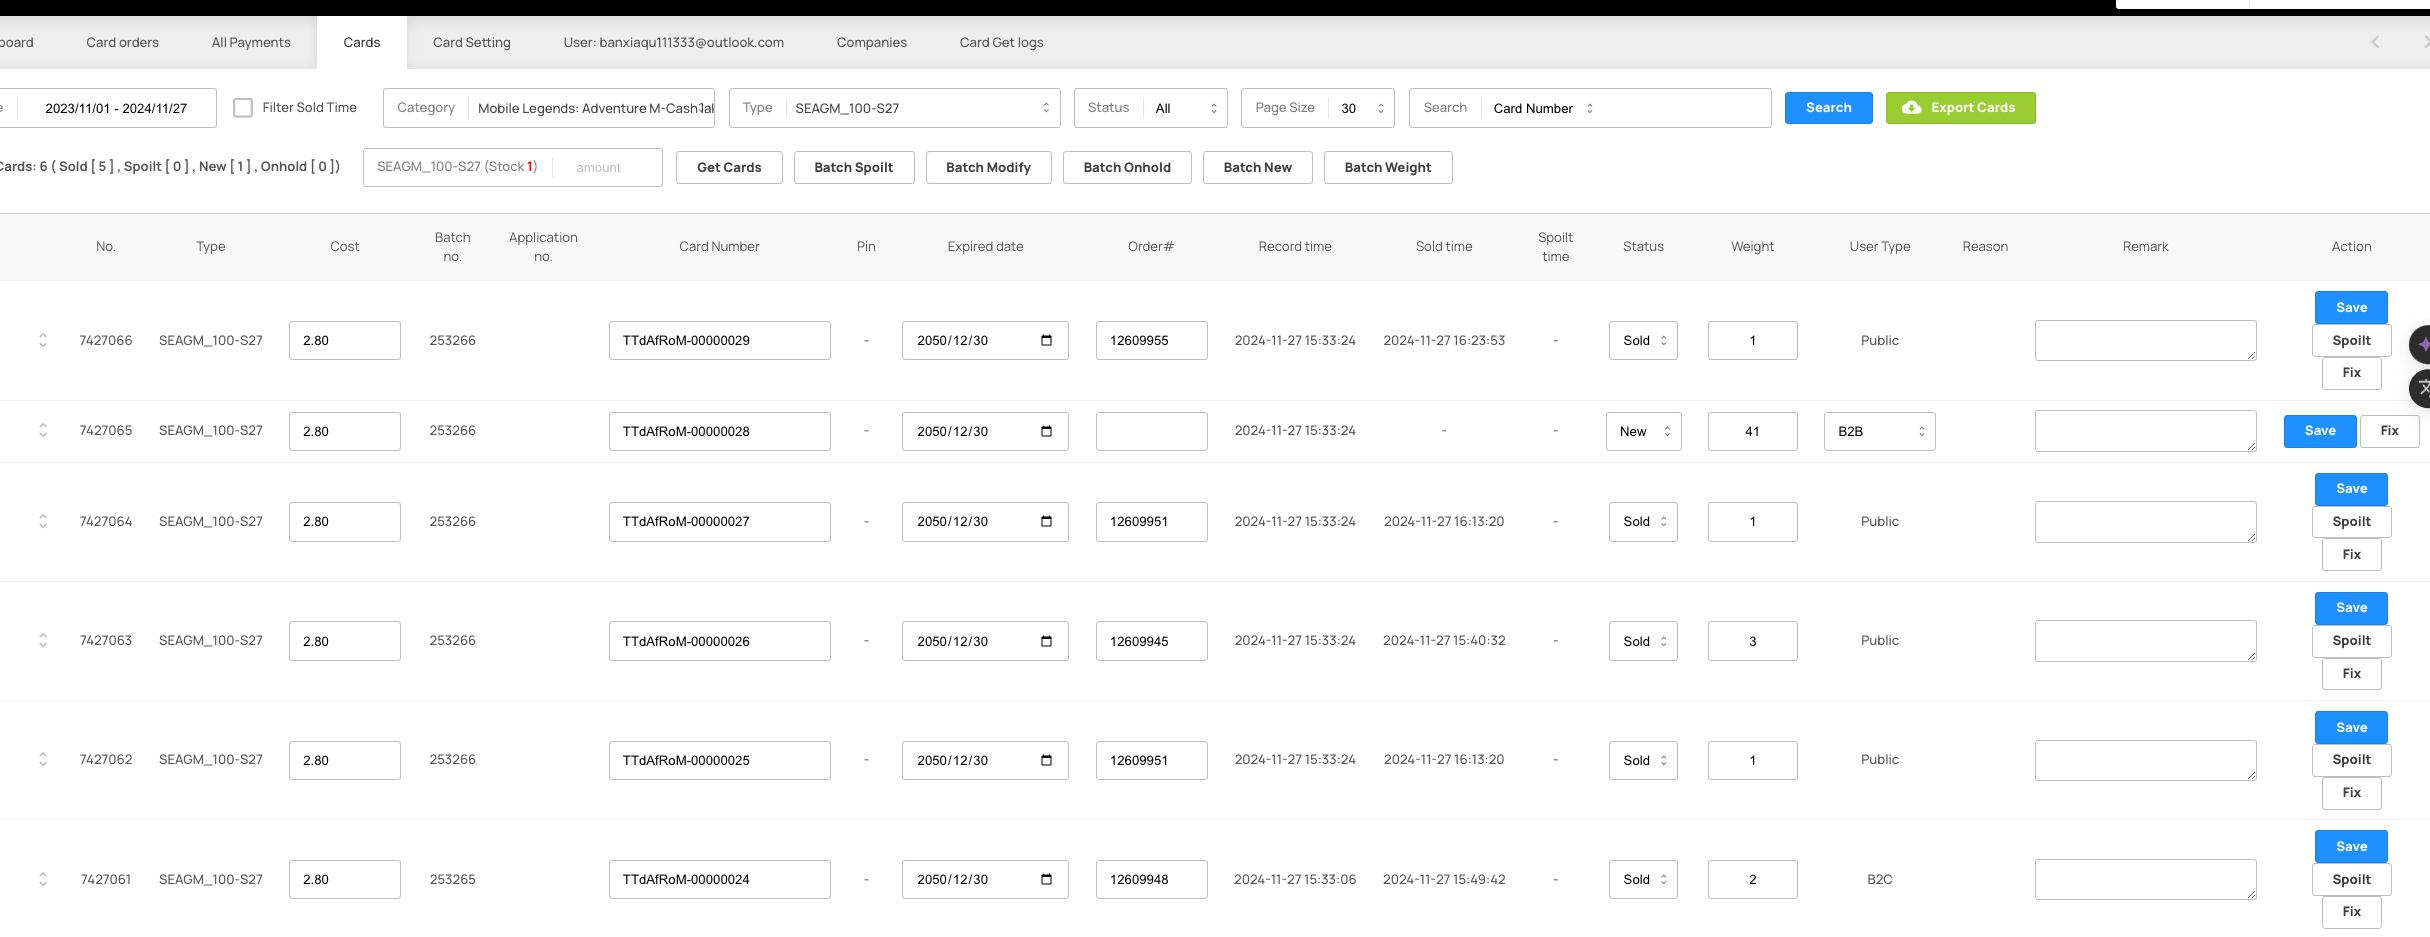 Card orders All Payments Cards Card Setting User: banxiaqu111333@outlook.com Companies Card Get logs
2023/11/01 - 2024/11/27 Filter Sold Time Category Mobile Legends: Adventure M-Cash Type SEAGM_100-S27 Status All Page Size 30 Search Card Number Search Export Cards
Cards: 6 ( Sold [ 5 ] , Spoilt [ 0 ] , New [ 1 ] , Onhold [ 0 ] ) SEAGM_100-S27 (Stock 1) amount Get Cards Batch Spoilt Batch Modify Batch Onhold Batch New Batch Weight
No. Type Cost Batch no. Application no. Card Number Pin Expired date Order# Record time Sold time Spoilt time Status Weight User Type Reason Remark Action
7427066 SEAGM_100-S27 2.80 253266 TTdAfRoM-00000029 - 2050/12/30 12609955 2024-11-27 15:33:24 2024-11-27 16:23:53 - Sold 1 Public Save
Spoilt
Fix
7427065 SEAGM_100-S27 2.80 253266 TTdAfRoM-00000028 - 2050/12/30 2024-11-27 15:33:24 - - New 41 B2B Save Fix
7427064 SEAGM_100-S27 2.80 253266 TTdAfRoM-00000027 - 2050/12/30 12609951 2024-11-27 15:33:24 2024-11-27 16:13:20 - Sold 1 Public Save
Spoilt
Fix
7427063 SEAGM_100-S27 2.80 253266 TTdAfRoM-00000026 - 2050/12/30 12609945 2024-11-27 15:33:24 2024-11-27 15:40:32 - Sold 3 Public Save
Spoilt
Fix
7427062 SEAGM_100-S27 2.80 253266 TTdAfRoM-00000025 - 2050/12/30 12609951 2024-11-27 15:33:24 2024-11-27 16:13:20 - Sold 1 Public Save
Spoilt
Fix
7427061 SEAGM_100-S27 2.80 253265 TTdAfRoM-00000024 - 2050/12/30 12609948 2024-11-27 15:33:06 2024-11-27 15:49:42 - Sold 2 B2C Save
Spoilt
Fix